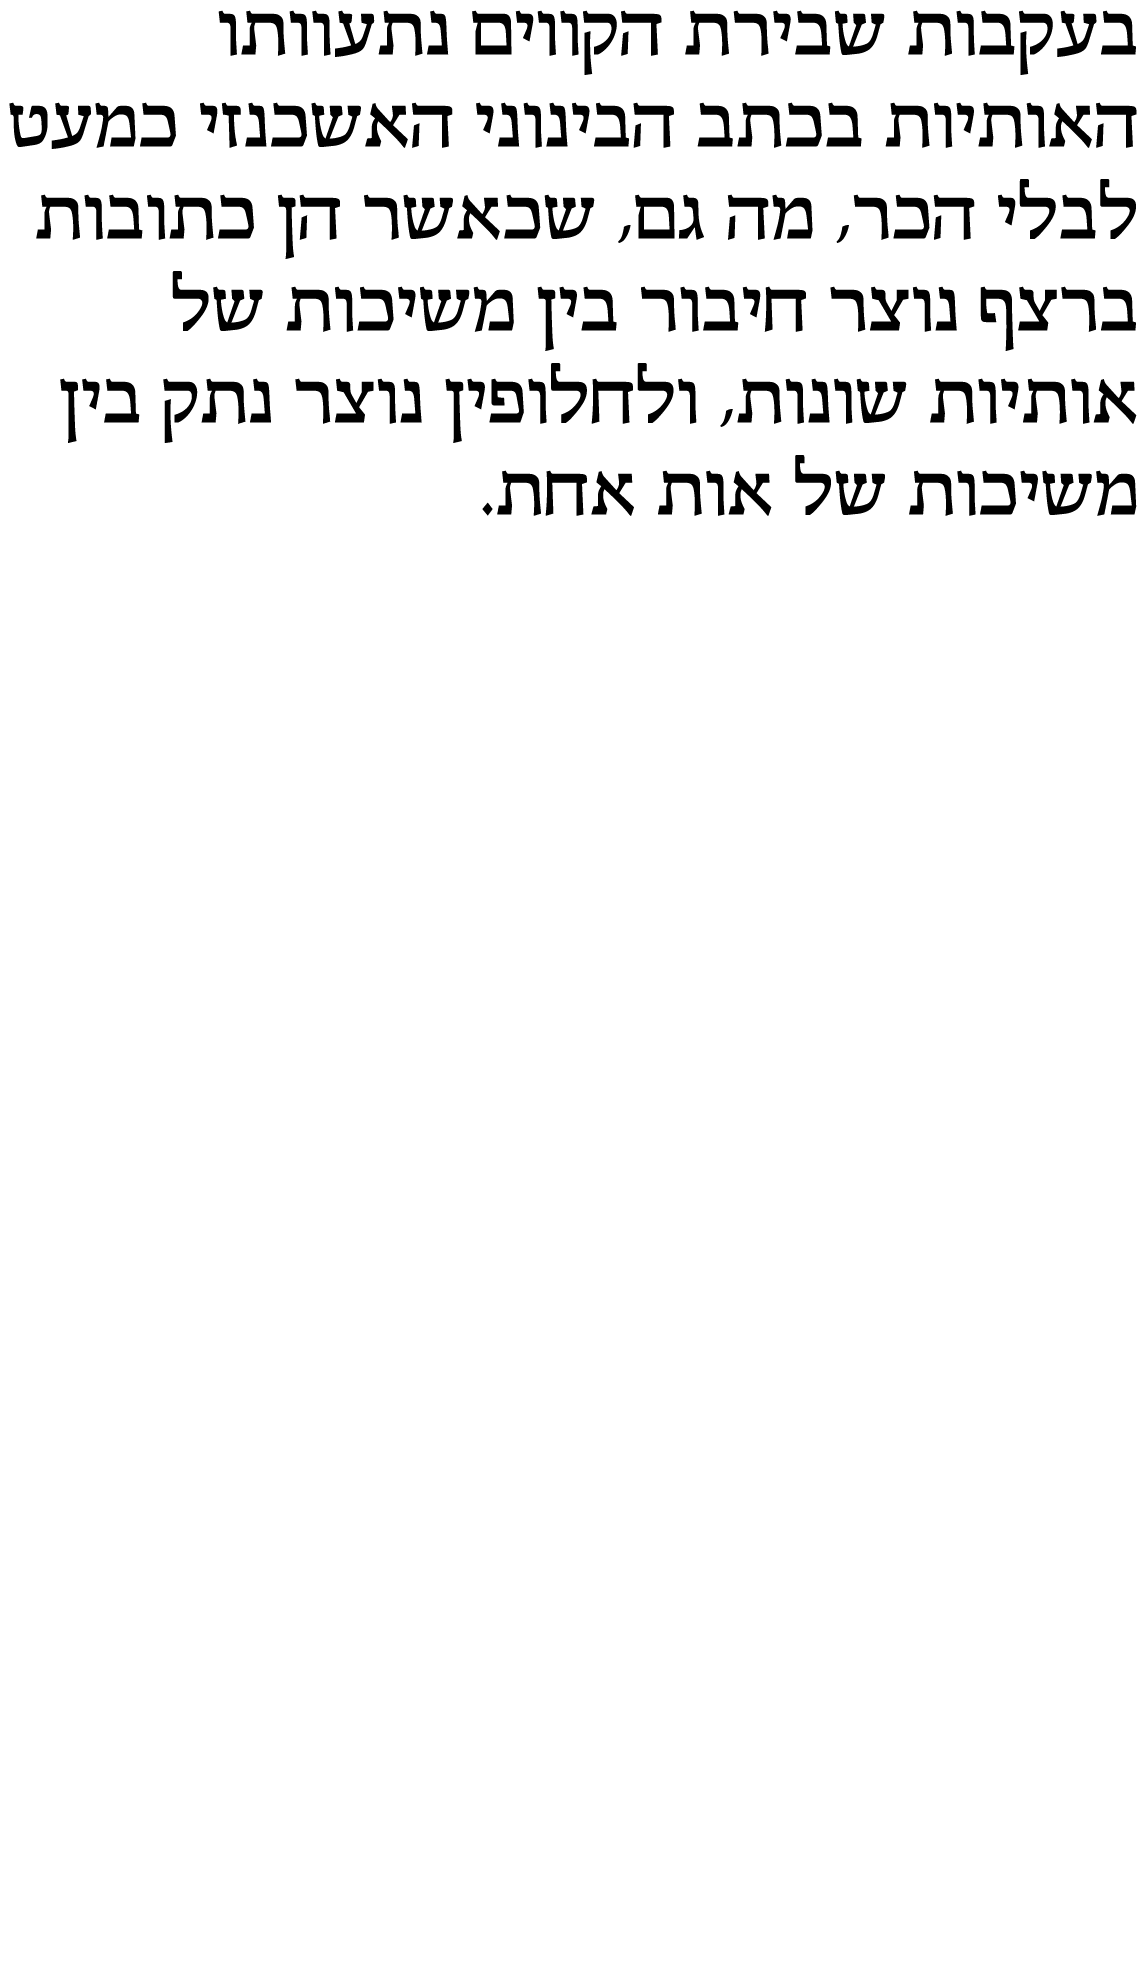 בעקבות שבירת הקווים נתעוותו
האותיות בכתב הבינוני האשכנזי כמעט
לבלי הכר, מה גם, שכאשר הן כתובות
ברצף נוצר חיבור בין משיכות של
אותיות שונות, ולחלופין נוצר נתק בין
משיכות של אות אחת.